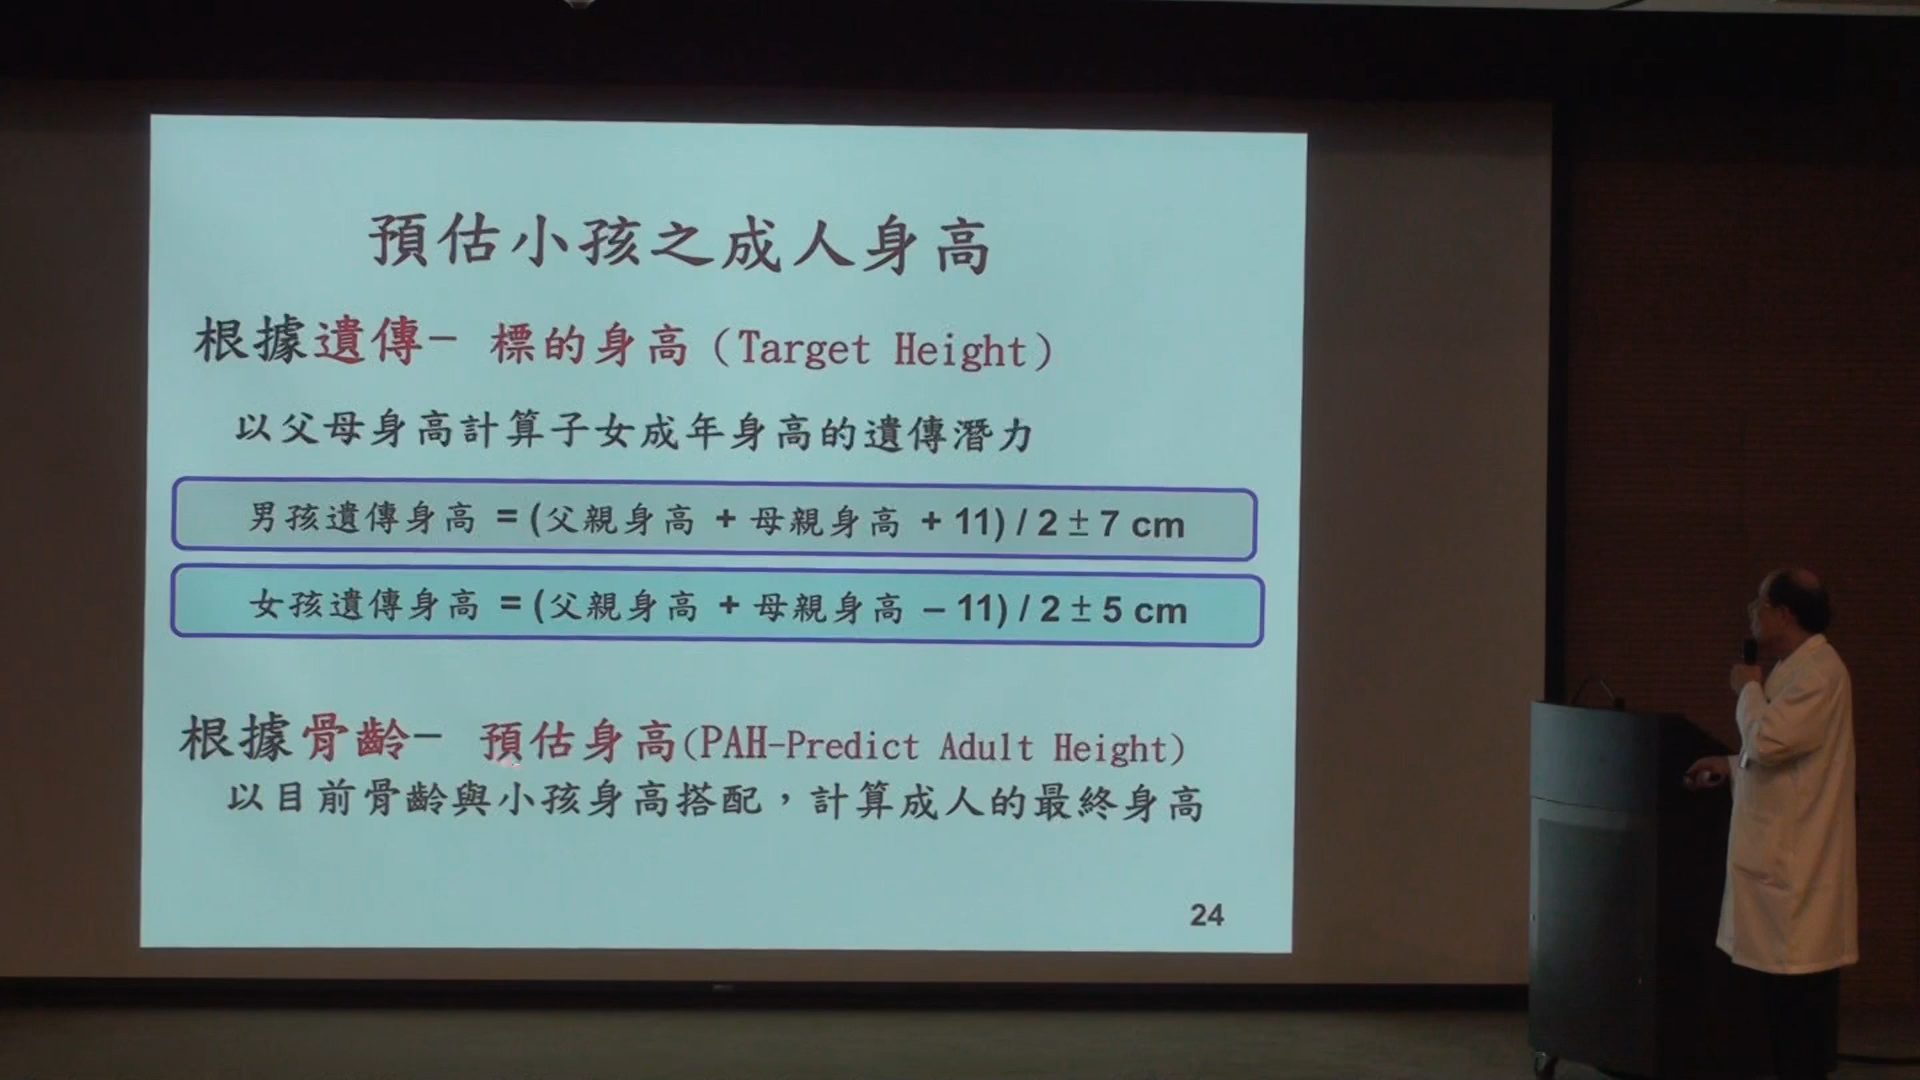 預估小孩之成人身高
根據遺傳- 標的身高（Target Height）
以父母身高計算子女成年身高的遺傳潛力
男孩遺傳身高 = (父親身高 + 母親身高 + 11) / 2 ± 7 cm
女孩遺傳身高 = (父親身高 + 母親身高 – 11) / 2 ± 5 cm
根據骨齡- 預估身高(PAH-Predict Adult Height)
以目前骨齡與小孩身高搭配，計算成人的最終身高
24